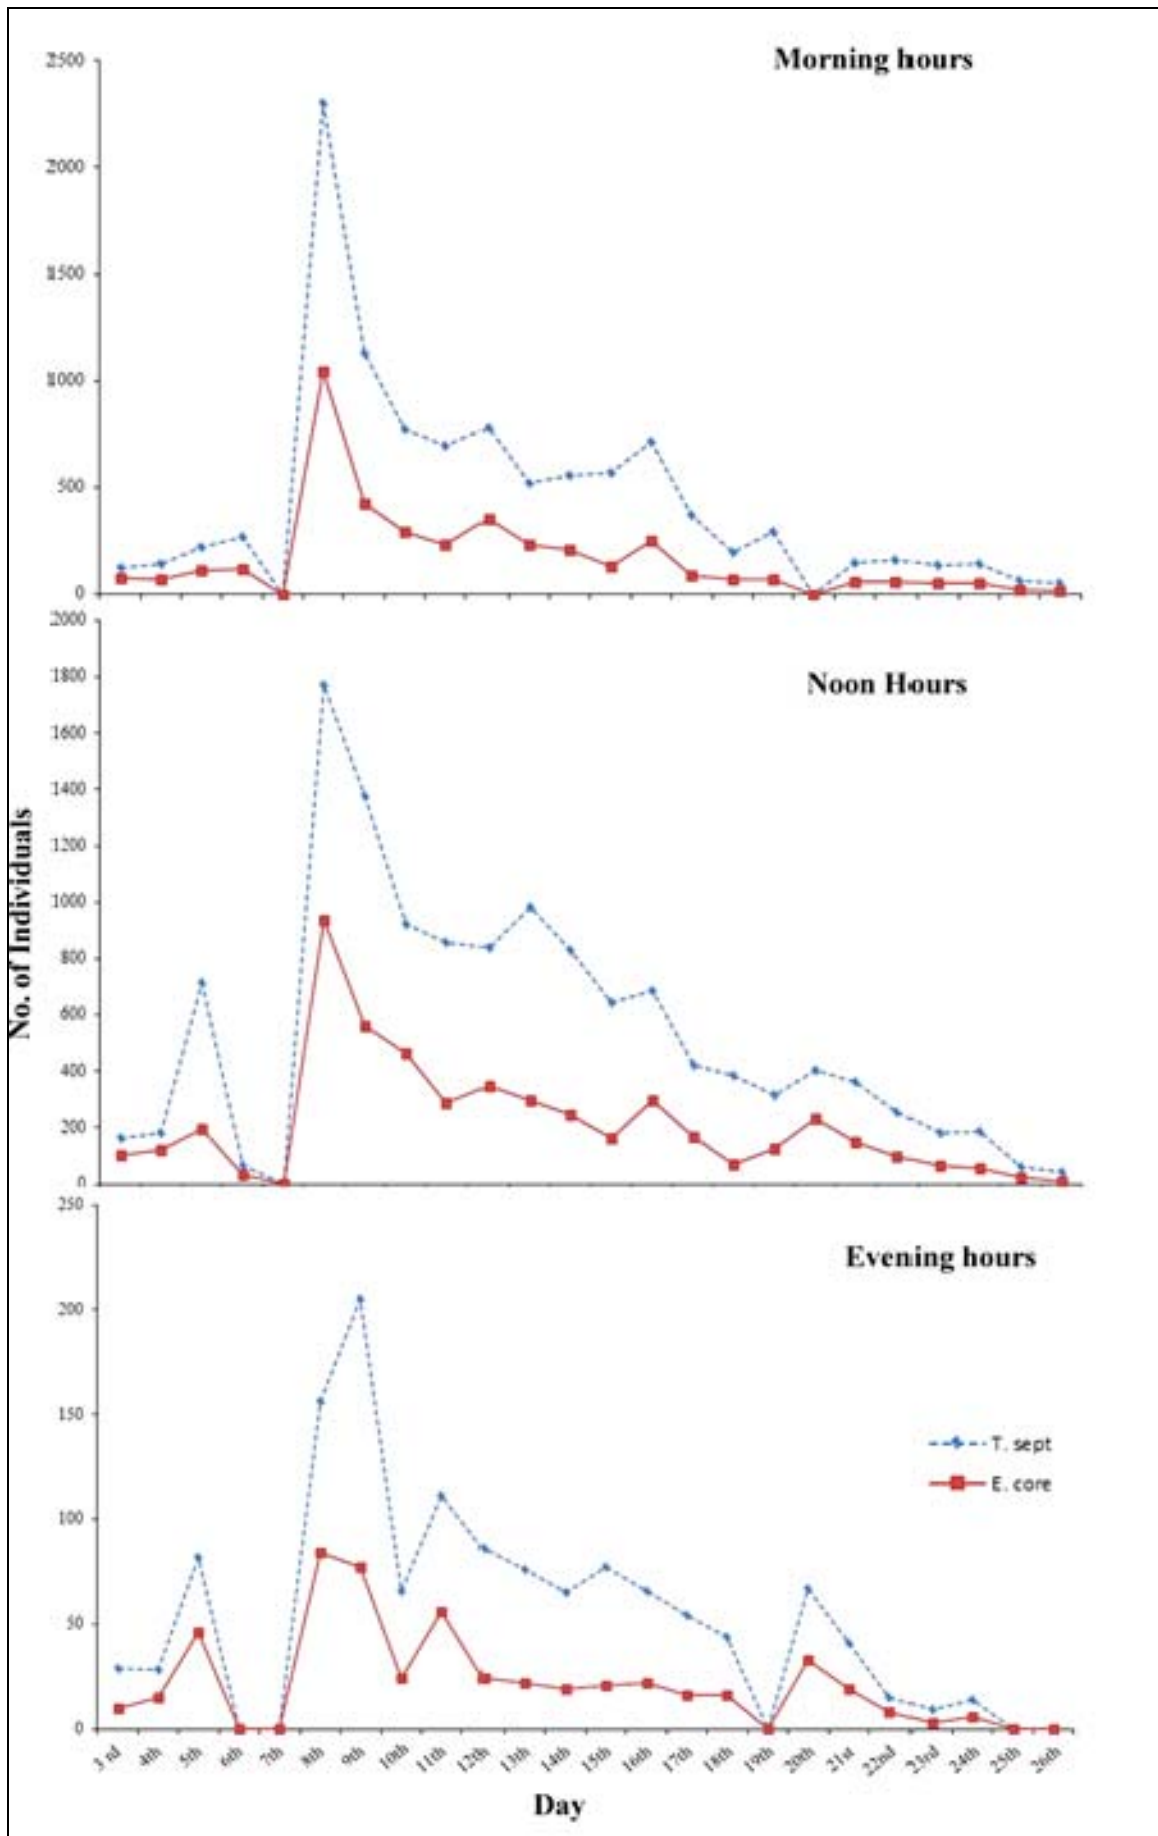 Morning hours
2500
2000
1500
1000
500
0
Noon Hours
2000
1800
1600
1400
1200
1000
800
600
400
200
0
No. of Individuals
Evening hours
250
200
150
100
50
0
T. sept
E. core
3 rd 4th 5th 6th 7th 8th 9th 10th 11th 12th 13th 14th 15th 16th 17th 18th 19th 20th 21st 22nd 23rd 24th 25th 26th
Day